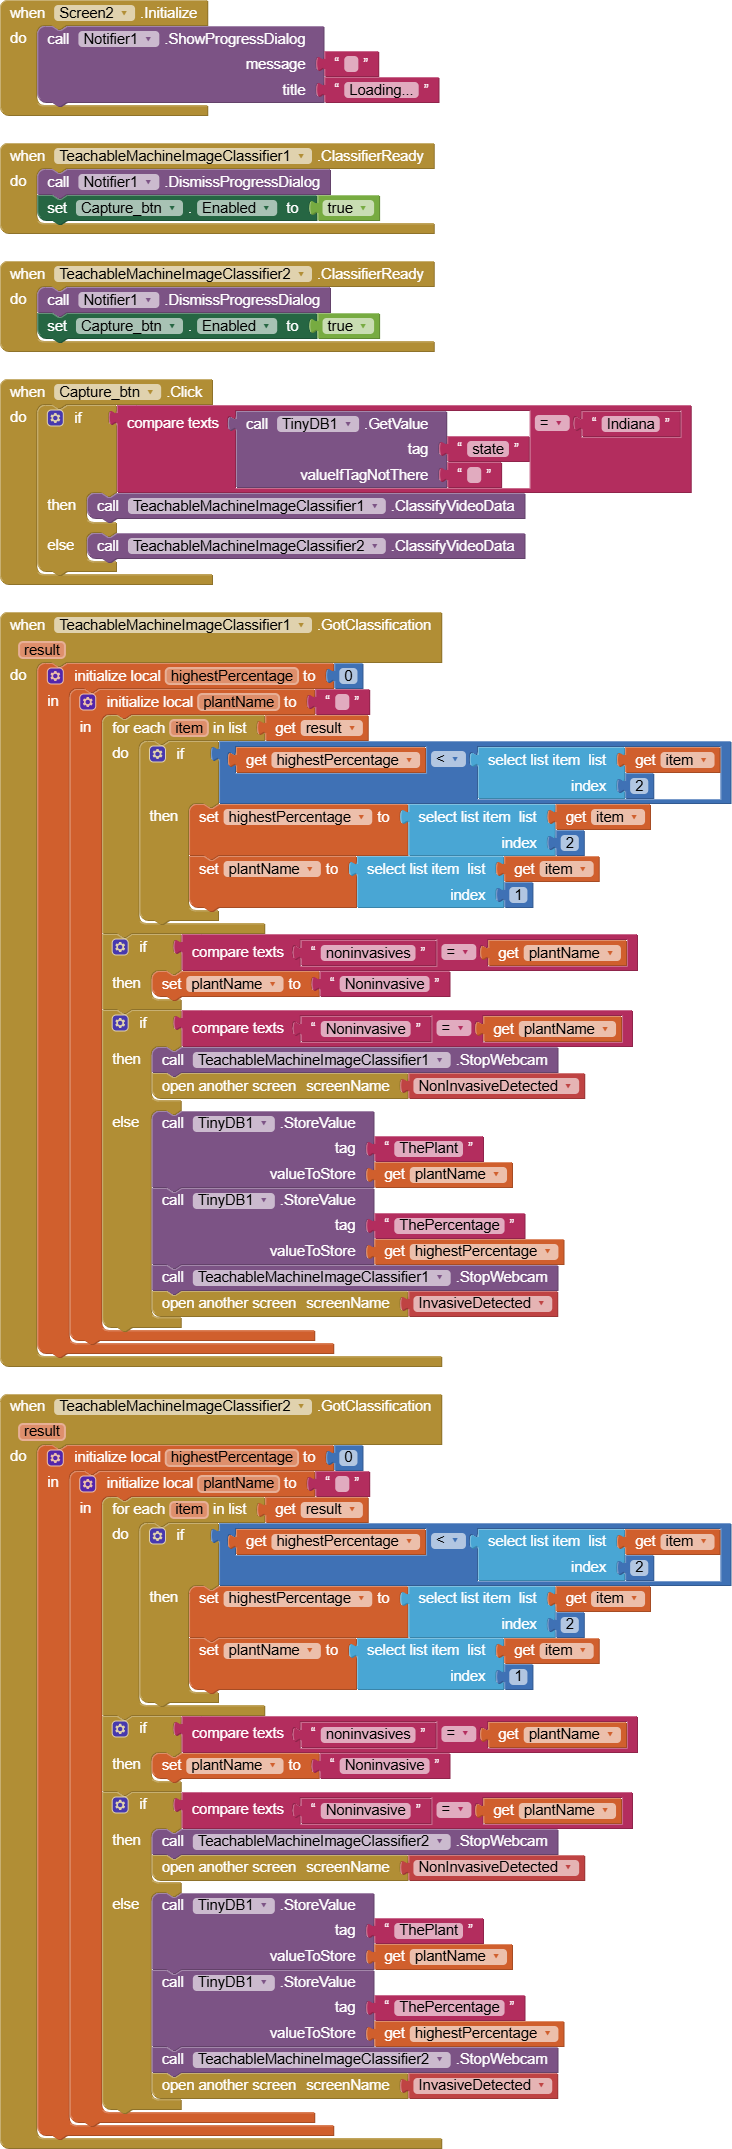 when Screen2 .Initialize
do call Notifier1 .ShowProgressDialog
message “ ”
title “ Loading... ”
when TeachableMachineImageClassifier1 .ClassifierReady
do call Notifier1 .DismissProgressDialog
set Capture_btn . Enabled to true
when TeachableMachineImageClassifier2 .ClassifierReady
do call Notifier1 .DismissProgressDialog
set Capture_btn . Enabled to true
when Capture_btn .Click
do if compare texts call TinyDB1 .GetValue = “ Indiana ”
tag “ state ”
valueIfTagNotThere “ ”
then call TeachableMachineImageClassifier1 .ClassifyVideoData
else call TeachableMachineImageClassifier2 .ClassifyVideoData
when TeachableMachineImageClassifier1 .GotClassification
result
do initialize local highestPercentage to 0
in initialize local plantName to “ ”
in for each item in list get result
do if get highestPercentage < select list item list get item
index 2
then set highestPercentage to select list item list get item
index 2
set plantName to select list item list get item
index 1
if compare texts “ noninvasives ” = get plantName
then set plantName to “ Noninvasive ”
if compare texts “ Noninvasive ” = get plantName
then call TeachableMachineImageClassifier1 .StopWebcam
open another screen screenName NonInvasiveDetected
else call TinyDB1 .StoreValue
tag “ ThePlant ”
valueToStore get plantName
call TinyDB1 .StoreValue
tag “ ThePercentage ”
valueToStore get highestPercentage
call TeachableMachineImageClassifier1 .StopWebcam
open another screen screenName InvasiveDetected
when TeachableMachineImageClassifier2 .GotClassification
result
do initialize local highestPercentage to 0
in initialize local plantName to “ ”
in for each item in list get result
do if get highestPercentage < select list item list get item
index 2
then set highestPercentage to select list item list get item
index 2
set plantName to select list item list get item
index 1
if compare texts “ noninvasives ” = get plantName
then set plantName to “ Noninvasive ”
if compare texts “ Noninvasive ” = get plantName
then call TeachableMachineImageClassifier2 .StopWebcam
open another screen screenName NonInvasiveDetected
else call TinyDB1 .StoreValue
tag “ ThePlant ”
valueToStore get plantName
call TinyDB1 .StoreValue
tag “ ThePercentage ”
valueToStore get highestPercentage
call TeachableMachineImageClassifier2 .StopWebcam
open another screen screenName InvasiveDetected